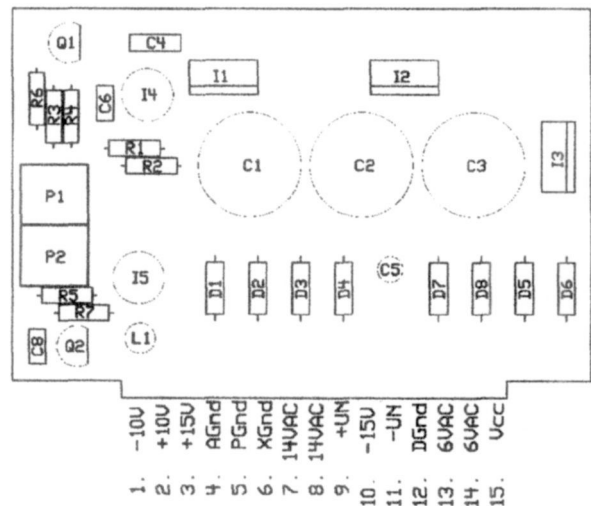 Q1
C4
I1
I2
R6
R3
R4
C6
I4
I3
R1
R2
C1
C2
C3
P1
P2
I5
D1
D2
D3
D4
C5
D7
D8
D5
D6
R5
R7
C8
Q2
L1
1. -10V
2. +10V
3. +15V
4. AGnd
5. PGnd
6. XGnd
7. 14VAC
8. 14VAC
9. +UN
10. -15V
11. -UN
12. DGnd
13. 6VAC
14. 6VAC
15. Vcc